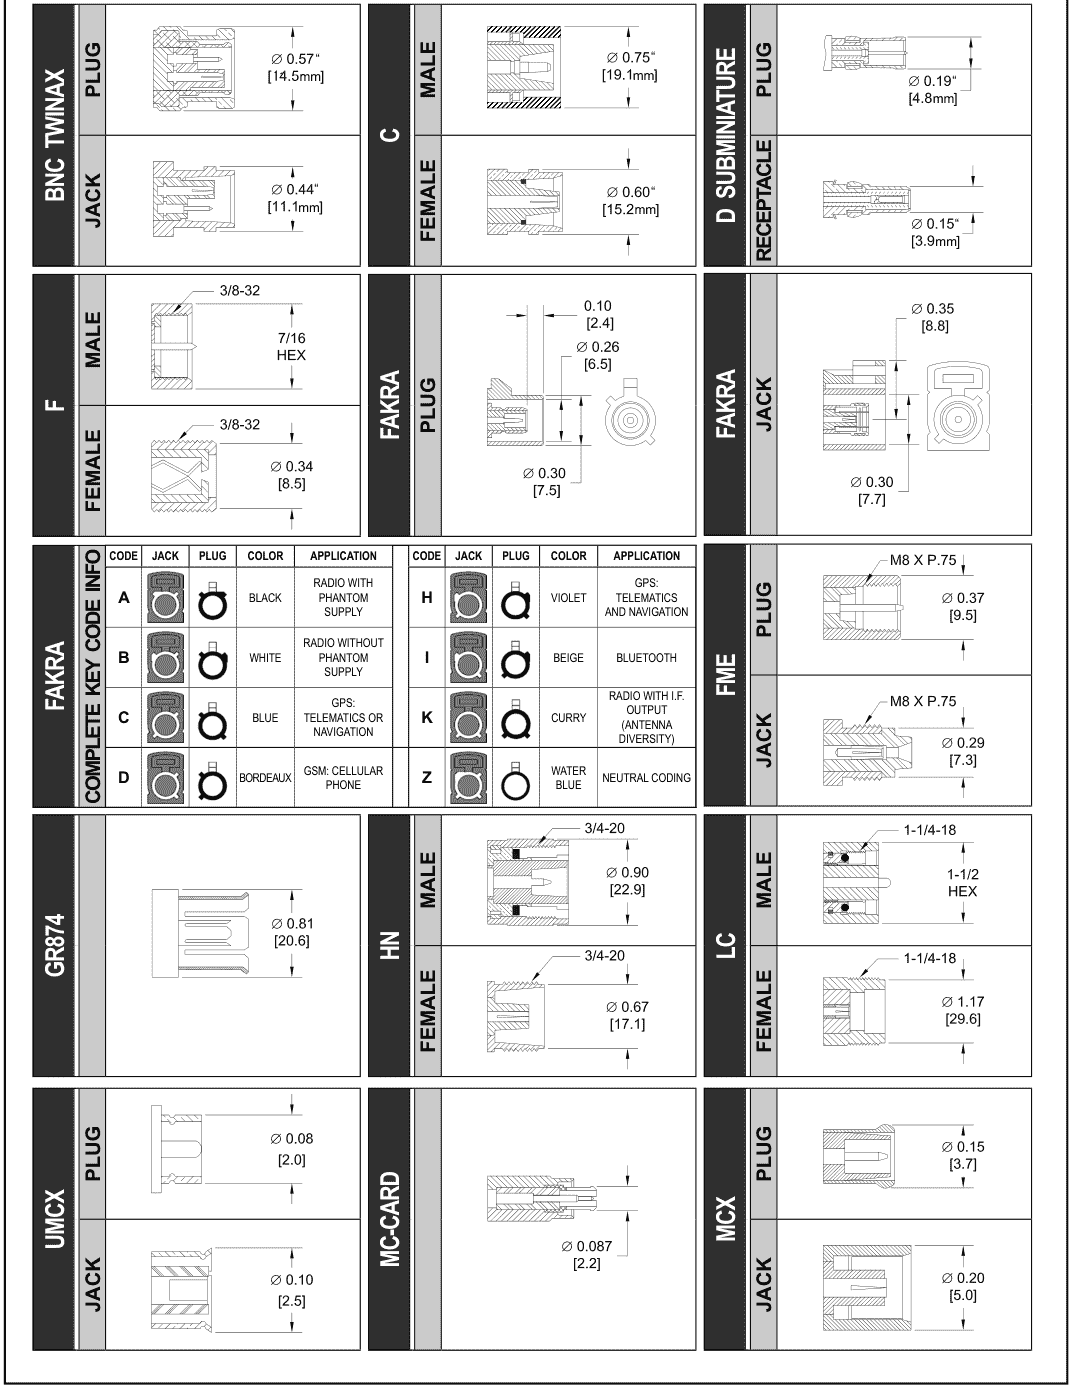 BNC TWINAX
PLUG
Ø 0.57“
[14.5mm]
JACK
Ø 0.44“
[11.1mm]
C
MALE
Ø 0.75“
[19.1mm]
FEMALE
Ø 0.60“
[15.2mm]
D SUBMINIATURE
PLUG
Ø 0.19“
[4.8mm]
RECEPTACLE
Ø 0.15“
[3.9mm]
F
MALE
3/8-32
7/16
HEX
FEMALE
3/8-32
Ø 0.34
[8.5]
FAKRA
PLUG
0.10
[2.4]
Ø 0.26
[6.5]
Ø 0.30
[7.5]
FAKRA
JACK
Ø 0.35
[8.8]
Ø 0.30
[7.7]
FAKRA
COMPLETE KEY CODE INFO
CODE JACK PLUG COLOR APPLICATION
A BLACK RADIO WITH
PHANTOM
SUPPLY
B WHITE RADIO WITHOUT
PHANTOM
SUPPLY
C BLUE GPS:
TELEMATICS OR
NAVIGATION
D BORDEAUX GSM: CELLULAR
PHONE
CODE JACK PLUG COLOR APPLICATION
H VIOLET GPS:
TELEMATICS
AND NAVIGATION
I BEIGE BLUETOOTH
K CURRY RADIO WITH I.F.
OUTPUT
(ANTENNA
DIVERSITY)
Z WATER
BLUE NEUTRAL CODING
FME
PLUG
M8 X P.75
Ø 0.37
[9.5]
JACK
M8 X P.75
Ø 0.29
[7.3]
GR874
Ø 0.81
[20.6]
HN
MALE
3/4-20
Ø 0.90
[22.9]
FEMALE
3/4-20
Ø 0.67
[17.1]
LC
MALE
1-1/4-18
1-1/2
HEX
FEMALE
1-1/4-18
Ø 1.17
[29.6]
UMCX
PLUG
Ø 0.08
[2.0]
JACK
Ø 0.10
[2.5]
MC-CARD
Ø 0.087
[2.2]
MCX
PLUG
Ø 0.15
[3.7]
JACK
Ø 0.20
[5.0]